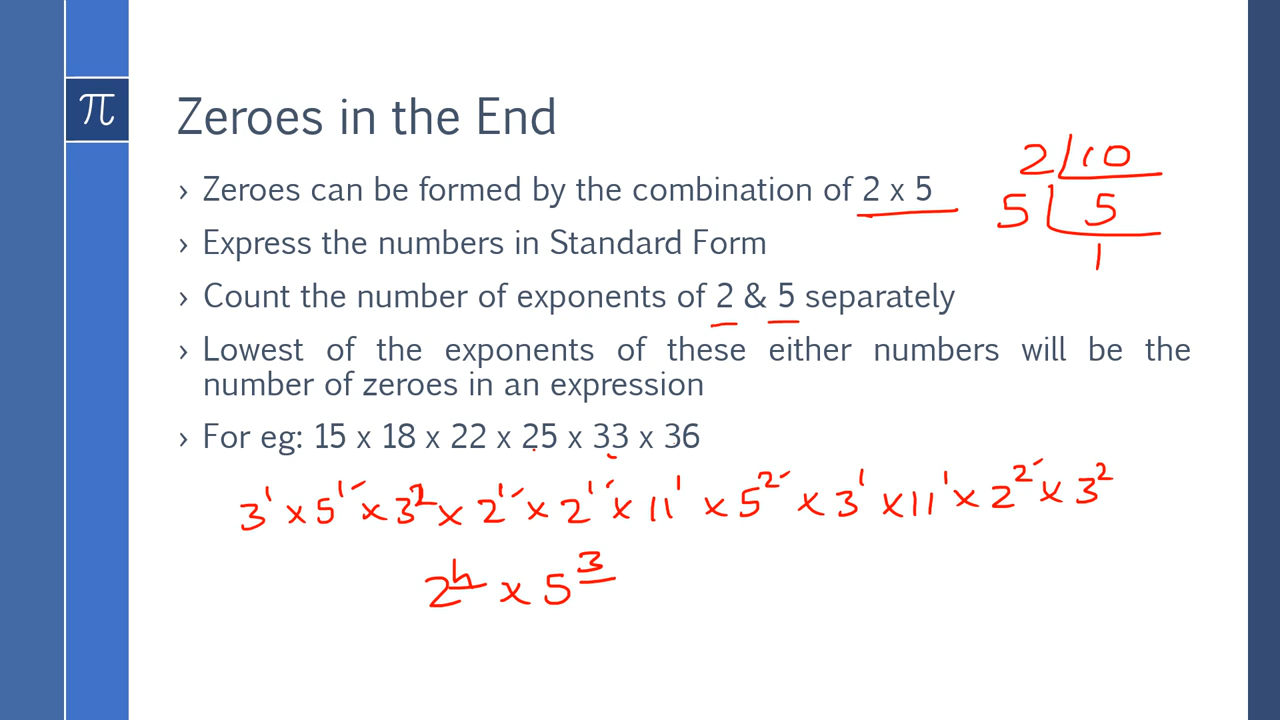 π
Zeroes in the End
› Zeroes can be formed by the combination of 2 x 5
› Express the numbers in Standard Form
› Count the number of exponents of 2 & 5 separately
› Lowest of the exponents of these either numbers will be the
number of zeroes in an expression
› For eg: 15 x 18 x 22 x 25 x 33 x 36
2 | 10
5 | 5
1
3¹ x 5¹ x 3² x 2¹ x 2¹ x 11¹ x 5² x 3¹ x 11¹ x 2² x 3²
2⁴ x 5³